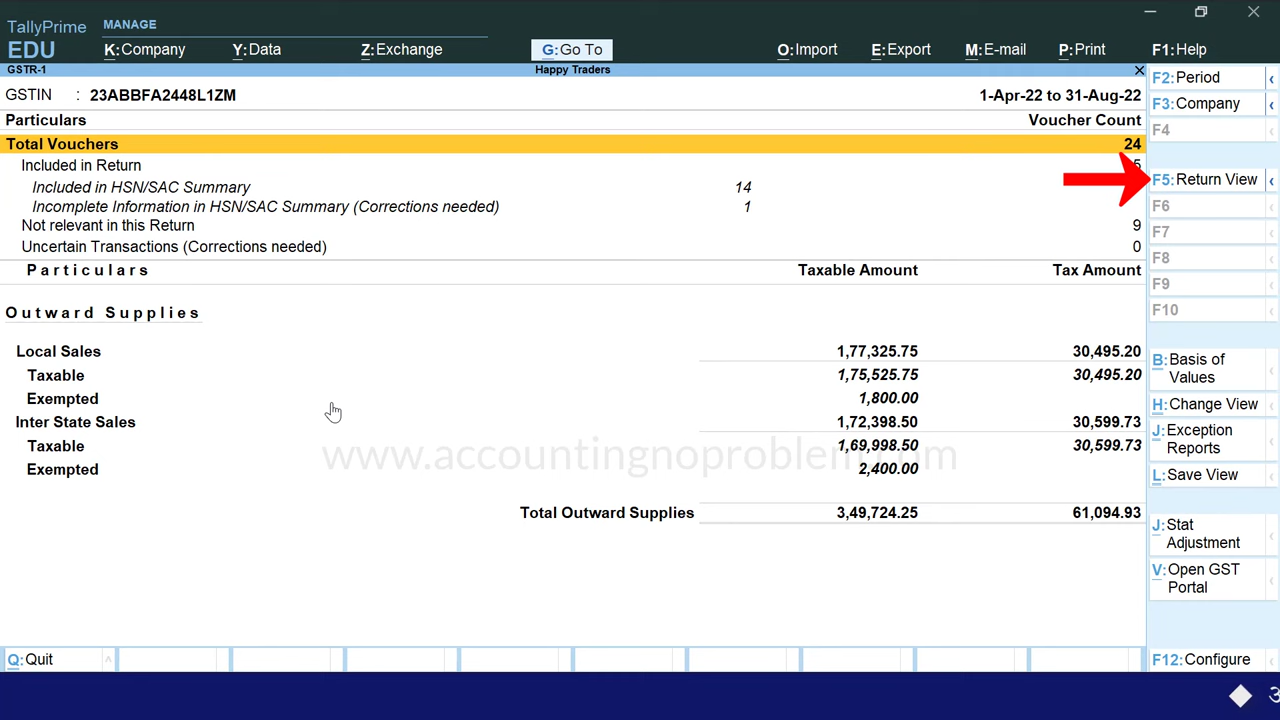 TallyPrime MANAGE
EDU K:Company Y:Data Z:Exchange G:Go To O:Import E:Export M:E-mail P:Print F1:Help
GSTR-1 Happy Traders
GSTIN : 23ABBFA2448L1ZM 1-Apr-22 to 31-Aug-22
Particulars Voucher Count
Total Vouchers 24
Included in Return
Included in HSN/SAC Summary 14
Incomplete Information in HSN/SAC Summary (Corrections needed) 1
Not relevant in this Return 9
Uncertain Transactions (Corrections needed) 0
Particulars Taxable Amount Tax Amount
Outward Supplies
Local Sales 1,77,325.75 30,495.20
Taxable 1,75,525.75 30,495.20
Exempted 1,800.00
Inter State Sales 1,72,398.50 30,599.73
Taxable 1,69,998.50 30,599.73
www.accountingnoproblem.com
Exempted 2,400.00
Total Outward Supplies 3,49,724.25 61,094.93
F2:Period
F3:Company
F4
F5:Return View
F6
F7
F8
F9
F10
B:Basis of
Values
H:Change View
J:Exception
Reports
L:Save View
J:Stat
Adjustment
V:Open GST
Portal
Q:Quit F12:Configure